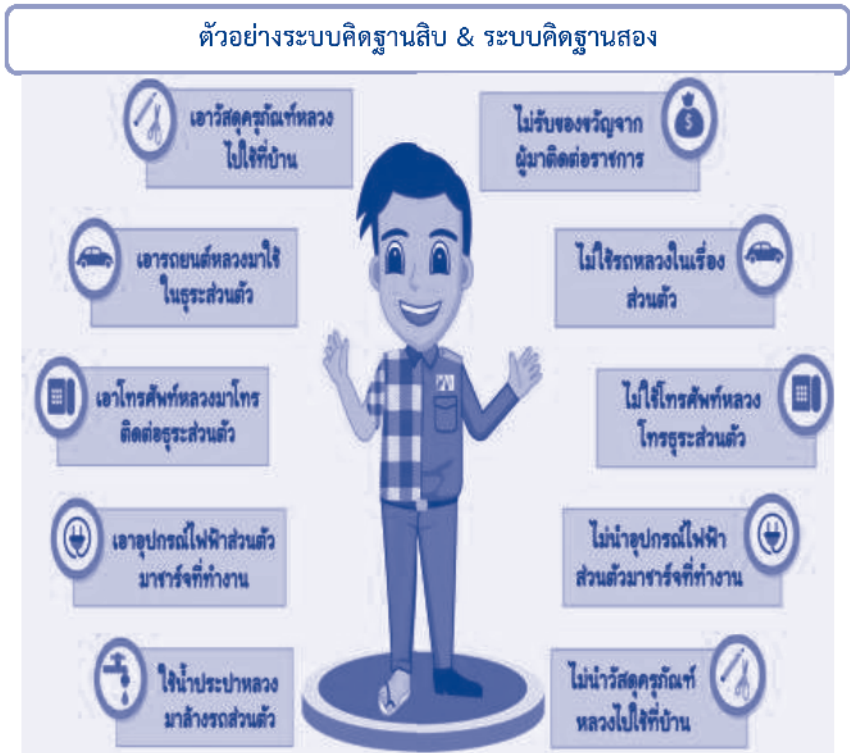 ตัวอย่างระบบคิดฐานสิบ & ระบบคิดฐานสอง
เอาวัสดุครุภัณฑ์หลวง
ไปใช้ที่บ้าน
เอารถยนต์หลวงมาใช้
ในธุระส่วนตัว
เอาโทรศัพท์หลวงมาโทร
ติดต่อธุระส่วนตัว
เอาอุปกรณ์ไฟฟ้าส่วนตัว
มาชาร์จที่ทำงาน
ใช้น้ำประปาหลวง
มาล้างรถส่วนตัว
ไม่รับของขวัญจาก
ผู้มาติดต่อราชการ
$
ไม่ใช้รถหลวงในเรื่อง
ส่วนตัว
ไม่ใช้โทรศัพท์หลวง
โทรธุระส่วนตัว
ไม่นำอุปกรณ์ไฟฟ้า
ส่วนตัวมาชาร์จที่ทำงาน
ไม่นำวัสดุครุภัณฑ์
หลวงไปใช้ที่บ้าน